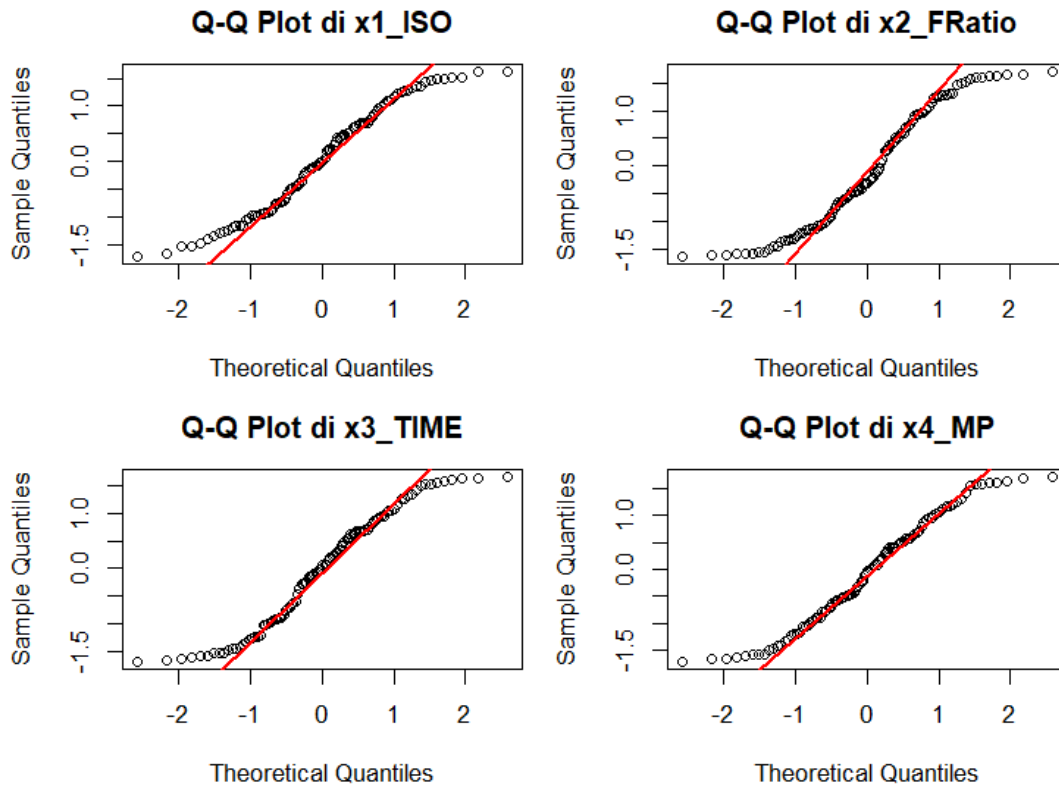 Q-Q Plot di x1_ISO
Sample Quantiles
1.0
0.0
-1.5
-2 -1 0 1 2
Theoretical Quantiles
Q-Q Plot di x2_FRatio
Sample Quantiles
1.0
0.0
-1.5
-2 -1 0 1 2
Theoretical Quantiles
Q-Q Plot di x3_TIME
Sample Quantiles
1.0
0.0
-1.5
-2 -1 0 1 2
Theoretical Quantiles
Q-Q Plot di x4_MP
Sample Quantiles
1.0
0.0
-1.5
-2 -1 0 1 2
Theoretical Quantiles